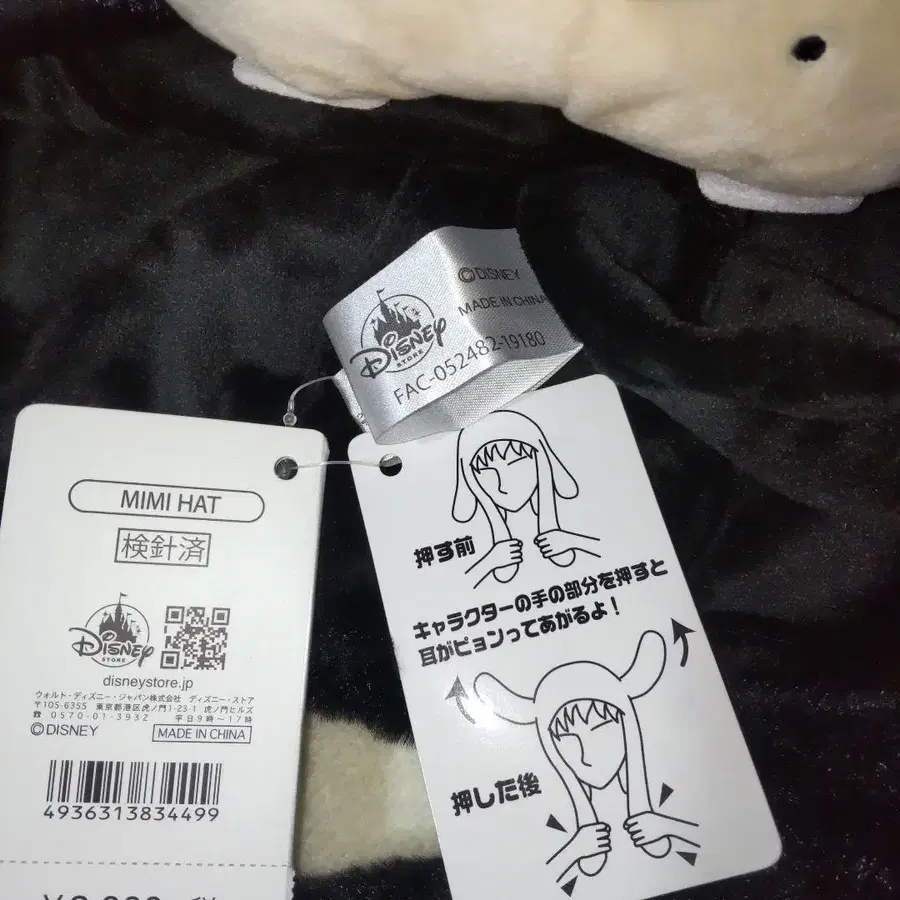 ©DISNEY
MADE IN CHINA
Disney
STORE
FAC-052482-19180
MIMI HAT
検針済
Disney
STORE
disneystore.jp
ウォルト・ディズニー・ジャパン株式会社 ディズニー・ストア
〒105-6355 東京都港区虎ノ門1-23-1 虎ノ門ヒルズ
☎ 0570-01-3932 平日9時〜17時
©DISNEY
MADE IN CHINA
4936313834499
押す前
キャラクターの手の部分を押すと
耳がピョンってあがるよ!
押した後